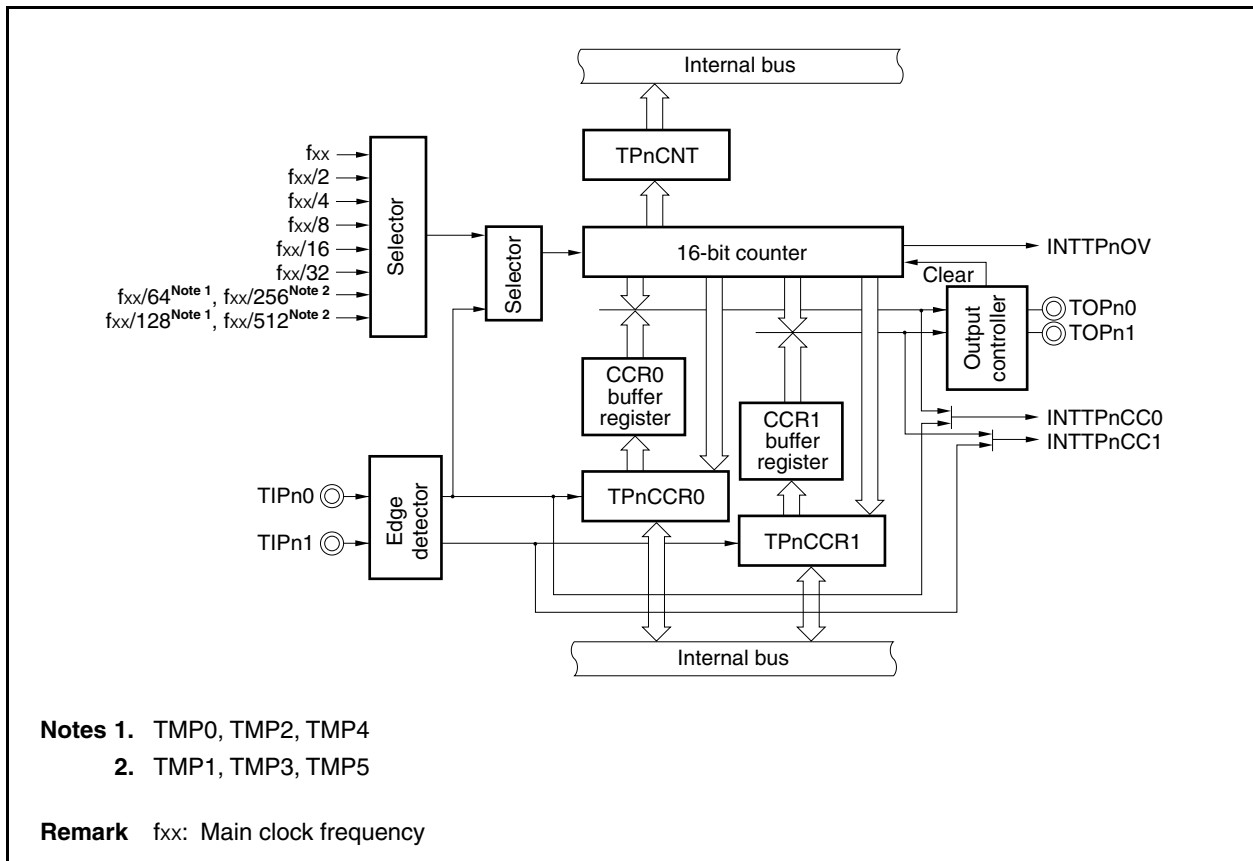 Internal bus
TPnCNT
fxx
fxx/2
fxx/4
fxx/8
fxx/16
fxx/32
fxx/64Note 1, fxx/256Note 2
fxx/128Note 1, fxx/512Note 2
Selector
Selector
16-bit counter
INTTPnOV
Clear
TOPn0
TOPn1
Output
controller
CCR0
buffer
register
CCR1
buffer
register
INTTPnCC0
INTTPnCC1
TIPn0
TIPn1
Edge
detector
TPnCCR0
TPnCCR1
Internal bus
Notes 1. TMP0, TMP2, TMP4
2. TMP1, TMP3, TMP5
Remark fxx: Main clock frequency